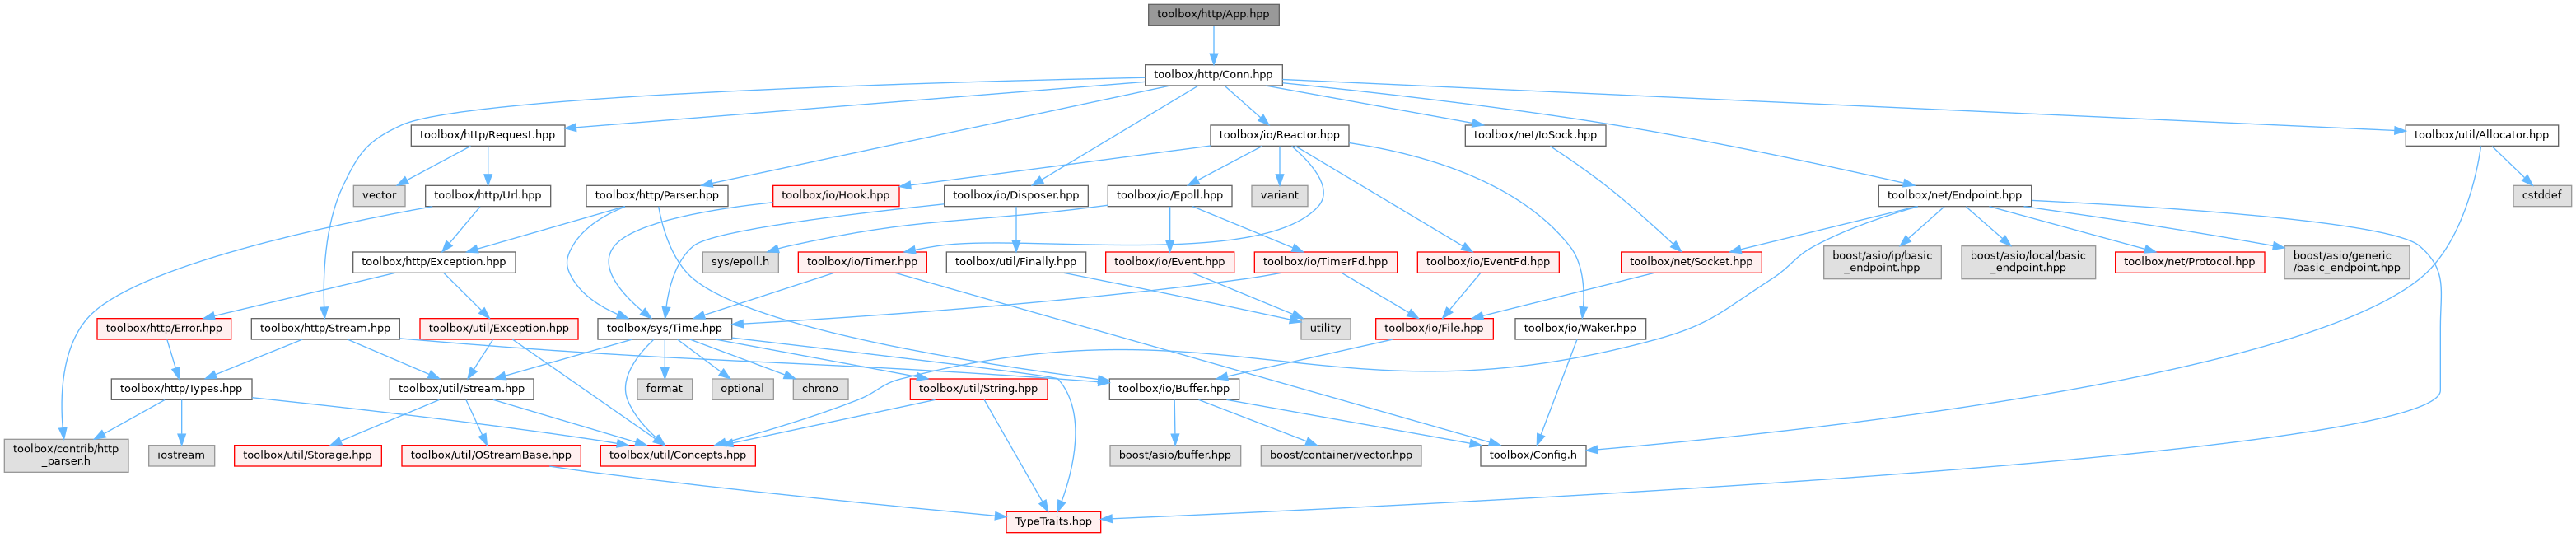 toolbox/http/App.hpp
toolbox/http/Conn.hpp
toolbox/http/Request.hpp
toolbox/io/Reactor.hpp
toolbox/net/IoSock.hpp
toolbox/util/Allocator.hpp
vector
toolbox/http/Url.hpp
toolbox/http/Parser.hpp
toolbox/io/Hook.hpp
toolbox/io/Disposer.hpp
toolbox/io/Epoll.hpp
variant
toolbox/net/Endpoint.hpp
cstddef
toolbox/http/Exception.hpp
sys/epoll.h
toolbox/io/Timer.hpp
toolbox/util/Finally.hpp
toolbox/io/Event.hpp
toolbox/io/TimerFd.hpp
toolbox/io/EventFd.hpp
toolbox/net/Socket.hpp
boost/asio/ip/basic
_endpoint.hpp
boost/asio/local/basic
_endpoint.hpp
toolbox/net/Protocol.hpp
boost/asio/generic
/basic_endpoint.hpp
toolbox/http/Error.hpp
toolbox/http/Stream.hpp
toolbox/util/Exception.hpp
toolbox/sys/Time.hpp
utility
toolbox/io/File.hpp
toolbox/io/Waker.hpp
toolbox/http/Types.hpp
toolbox/util/Stream.hpp
format
optional
chrono
toolbox/util/String.hpp
toolbox/io/Buffer.hpp
toolbox/contrib/http
_parser.h
iostream
toolbox/util/Storage.hpp
toolbox/util/OStreamBase.hpp
toolbox/util/Concepts.hpp
boost/asio/buffer.hpp
boost/container/vector.hpp
toolbox/Config.h
TypeTraits.hpp